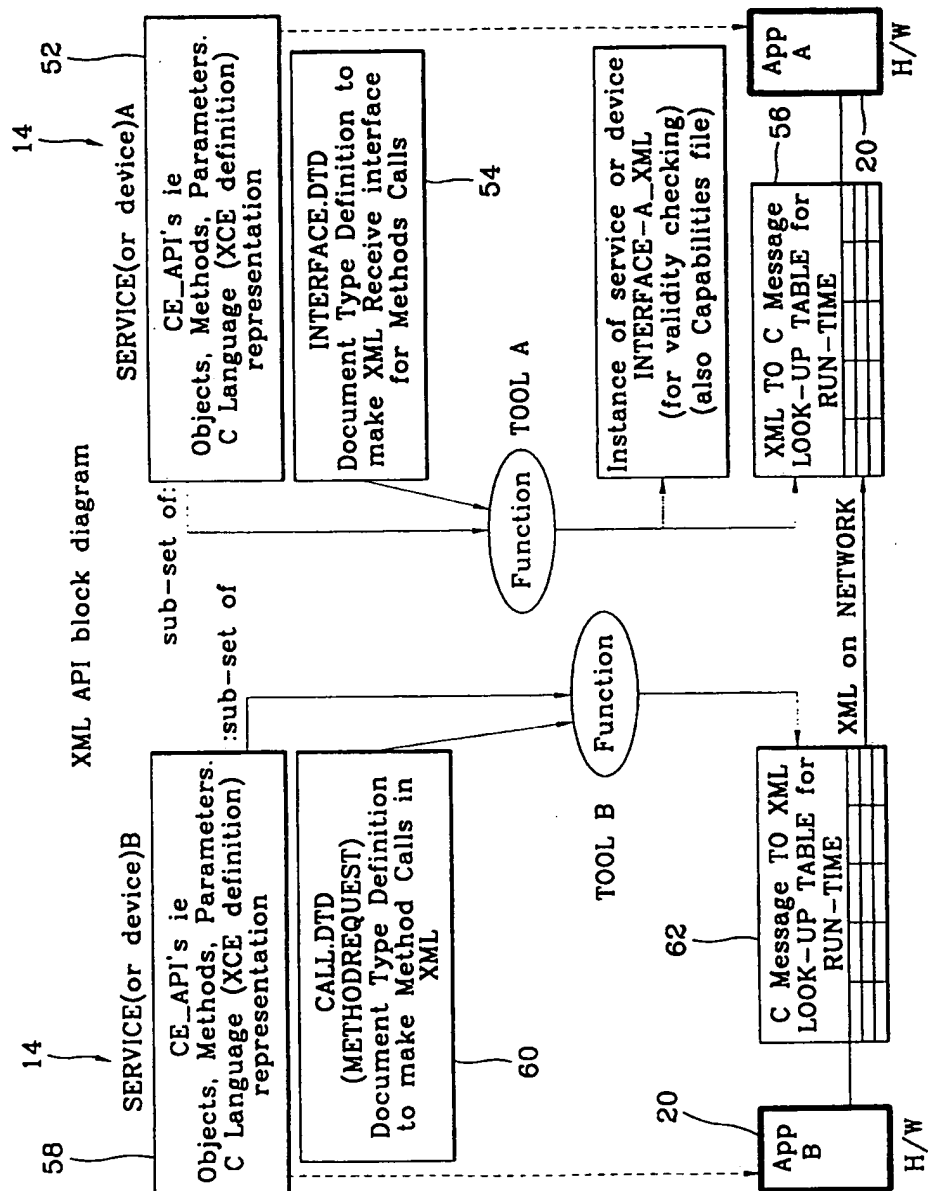 XML API block diagram
14
SERVICE(or device)B
58
CE_API's ie
Objects, Methods, Parameters.
C Language (XCE definition)
representation
:sub-set of
CALL.DTD
(METHODREQUEST)
Document Type Definition
to make Method Calls in
XML
60
Function
TOOL B
62
C Message TO XML
LOOK-UP TABLE for
RUN-TIME
20
App
B
H/W
XML on NETWORK
14
SERVICE(or device)A
52
CE_API's ie
Objects, Methods, Parameters.
C Language (XCE definition)
representation
sub-set of:
INTERFACE.DTD
Document Type Definition to
make XML Receive interface
for Methods Calls
54
Function
TOOL A
Instance of service or device
INTERFACE-A_XML
(for validity checking)
(also Capabilities file)
XML TO C Message
LOOK-UP TABLE for
RUN-TIME
56
20
App
A
H/W